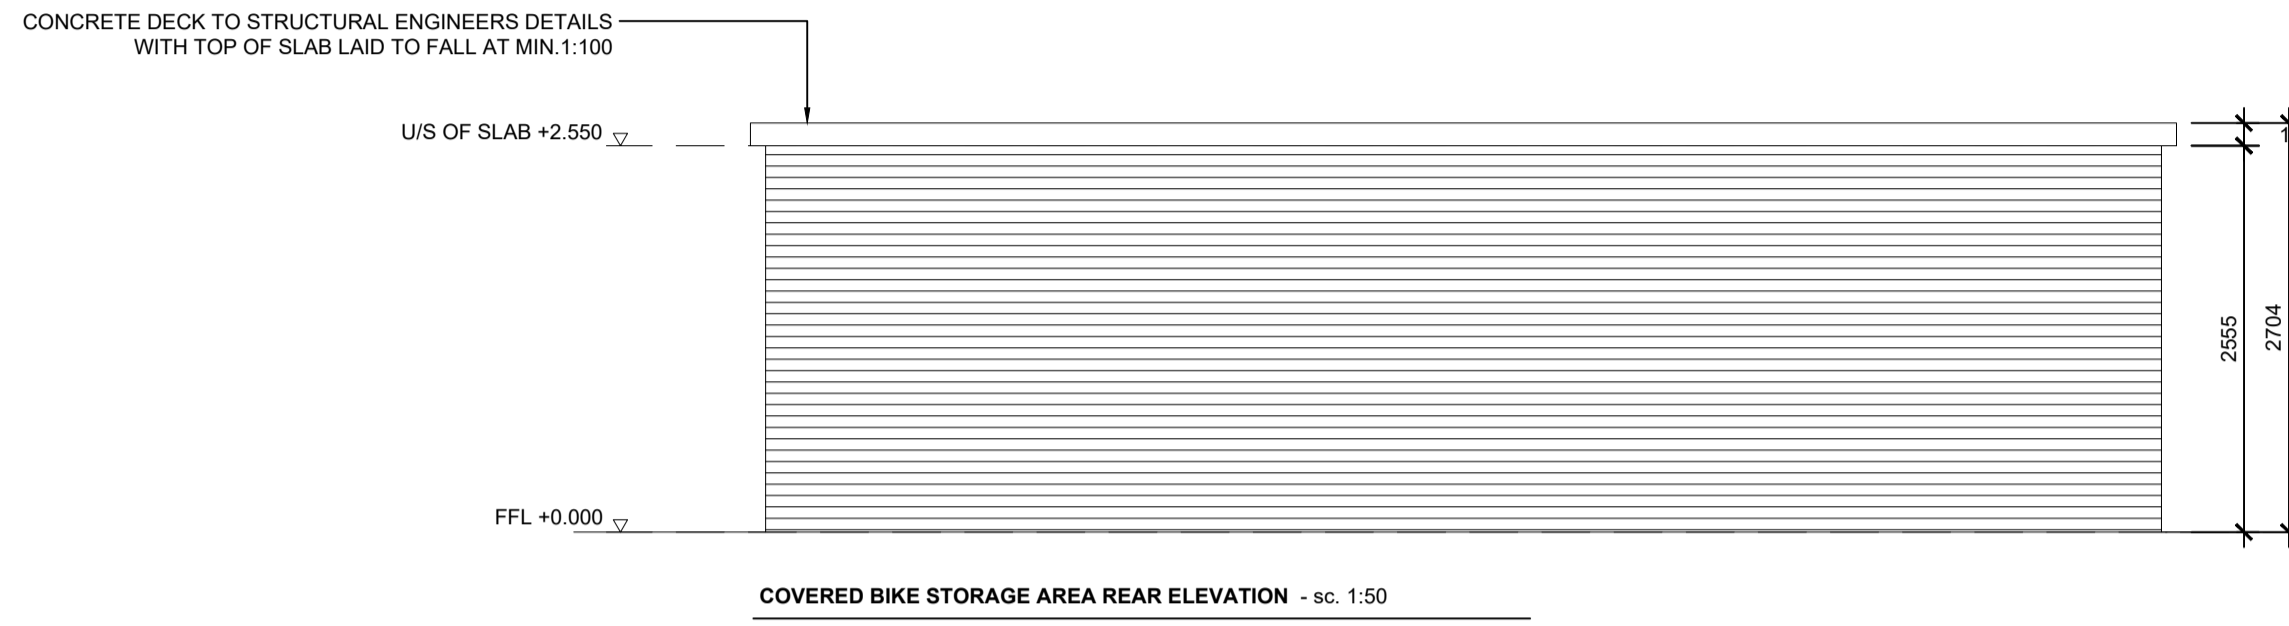 CONCRETE DECK TO STRUCTURAL ENGINEERS DETAILS
WITH TOP OF SLAB LAID TO FALL AT MIN.1:100
U/S OF SLAB +2.550
2555
2704
FFL +0.000
COVERED BIKE STORAGE AREA REAR ELEVATION - sc. 1:50